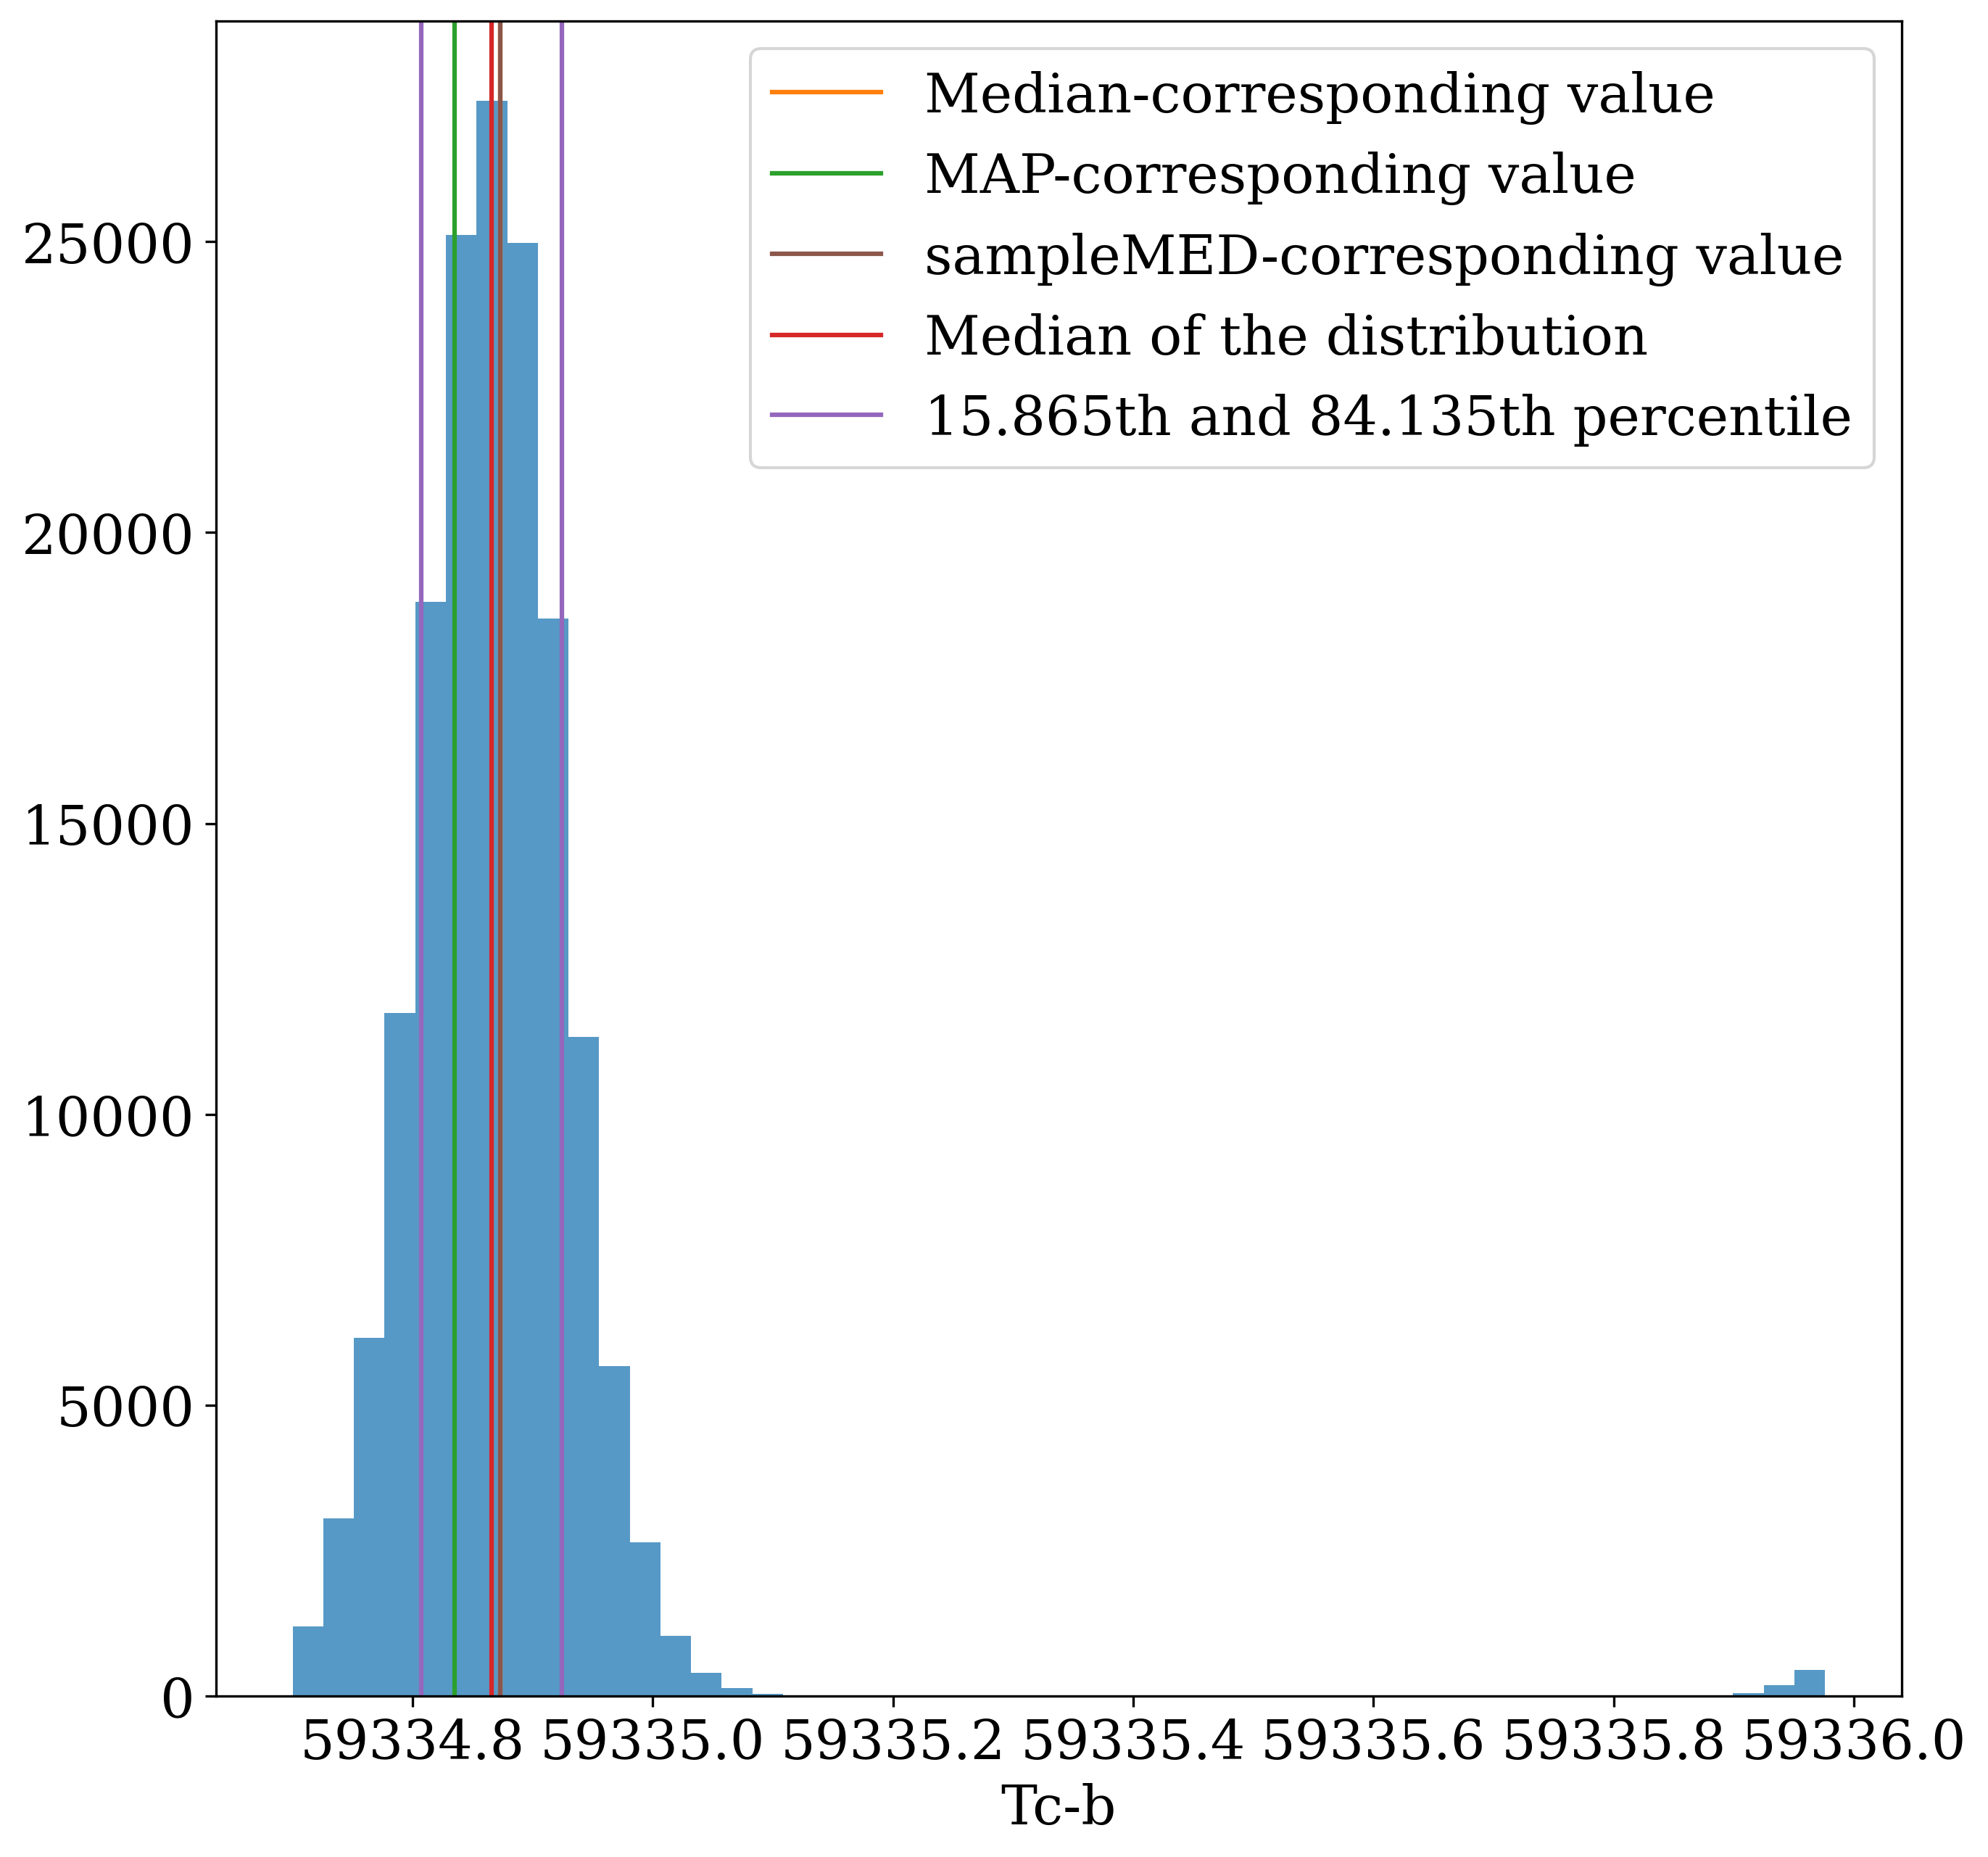 Median-corresponding value
MAP-corresponding value
sampleMED-corresponding value
Median of the distribution
15.865th and 84.135th percentile
25000
20000
15000
10000
5000
0
59334.8 59335.0 59335.2 59335.4 59335.6 59335.8 59336.0
Tc-b